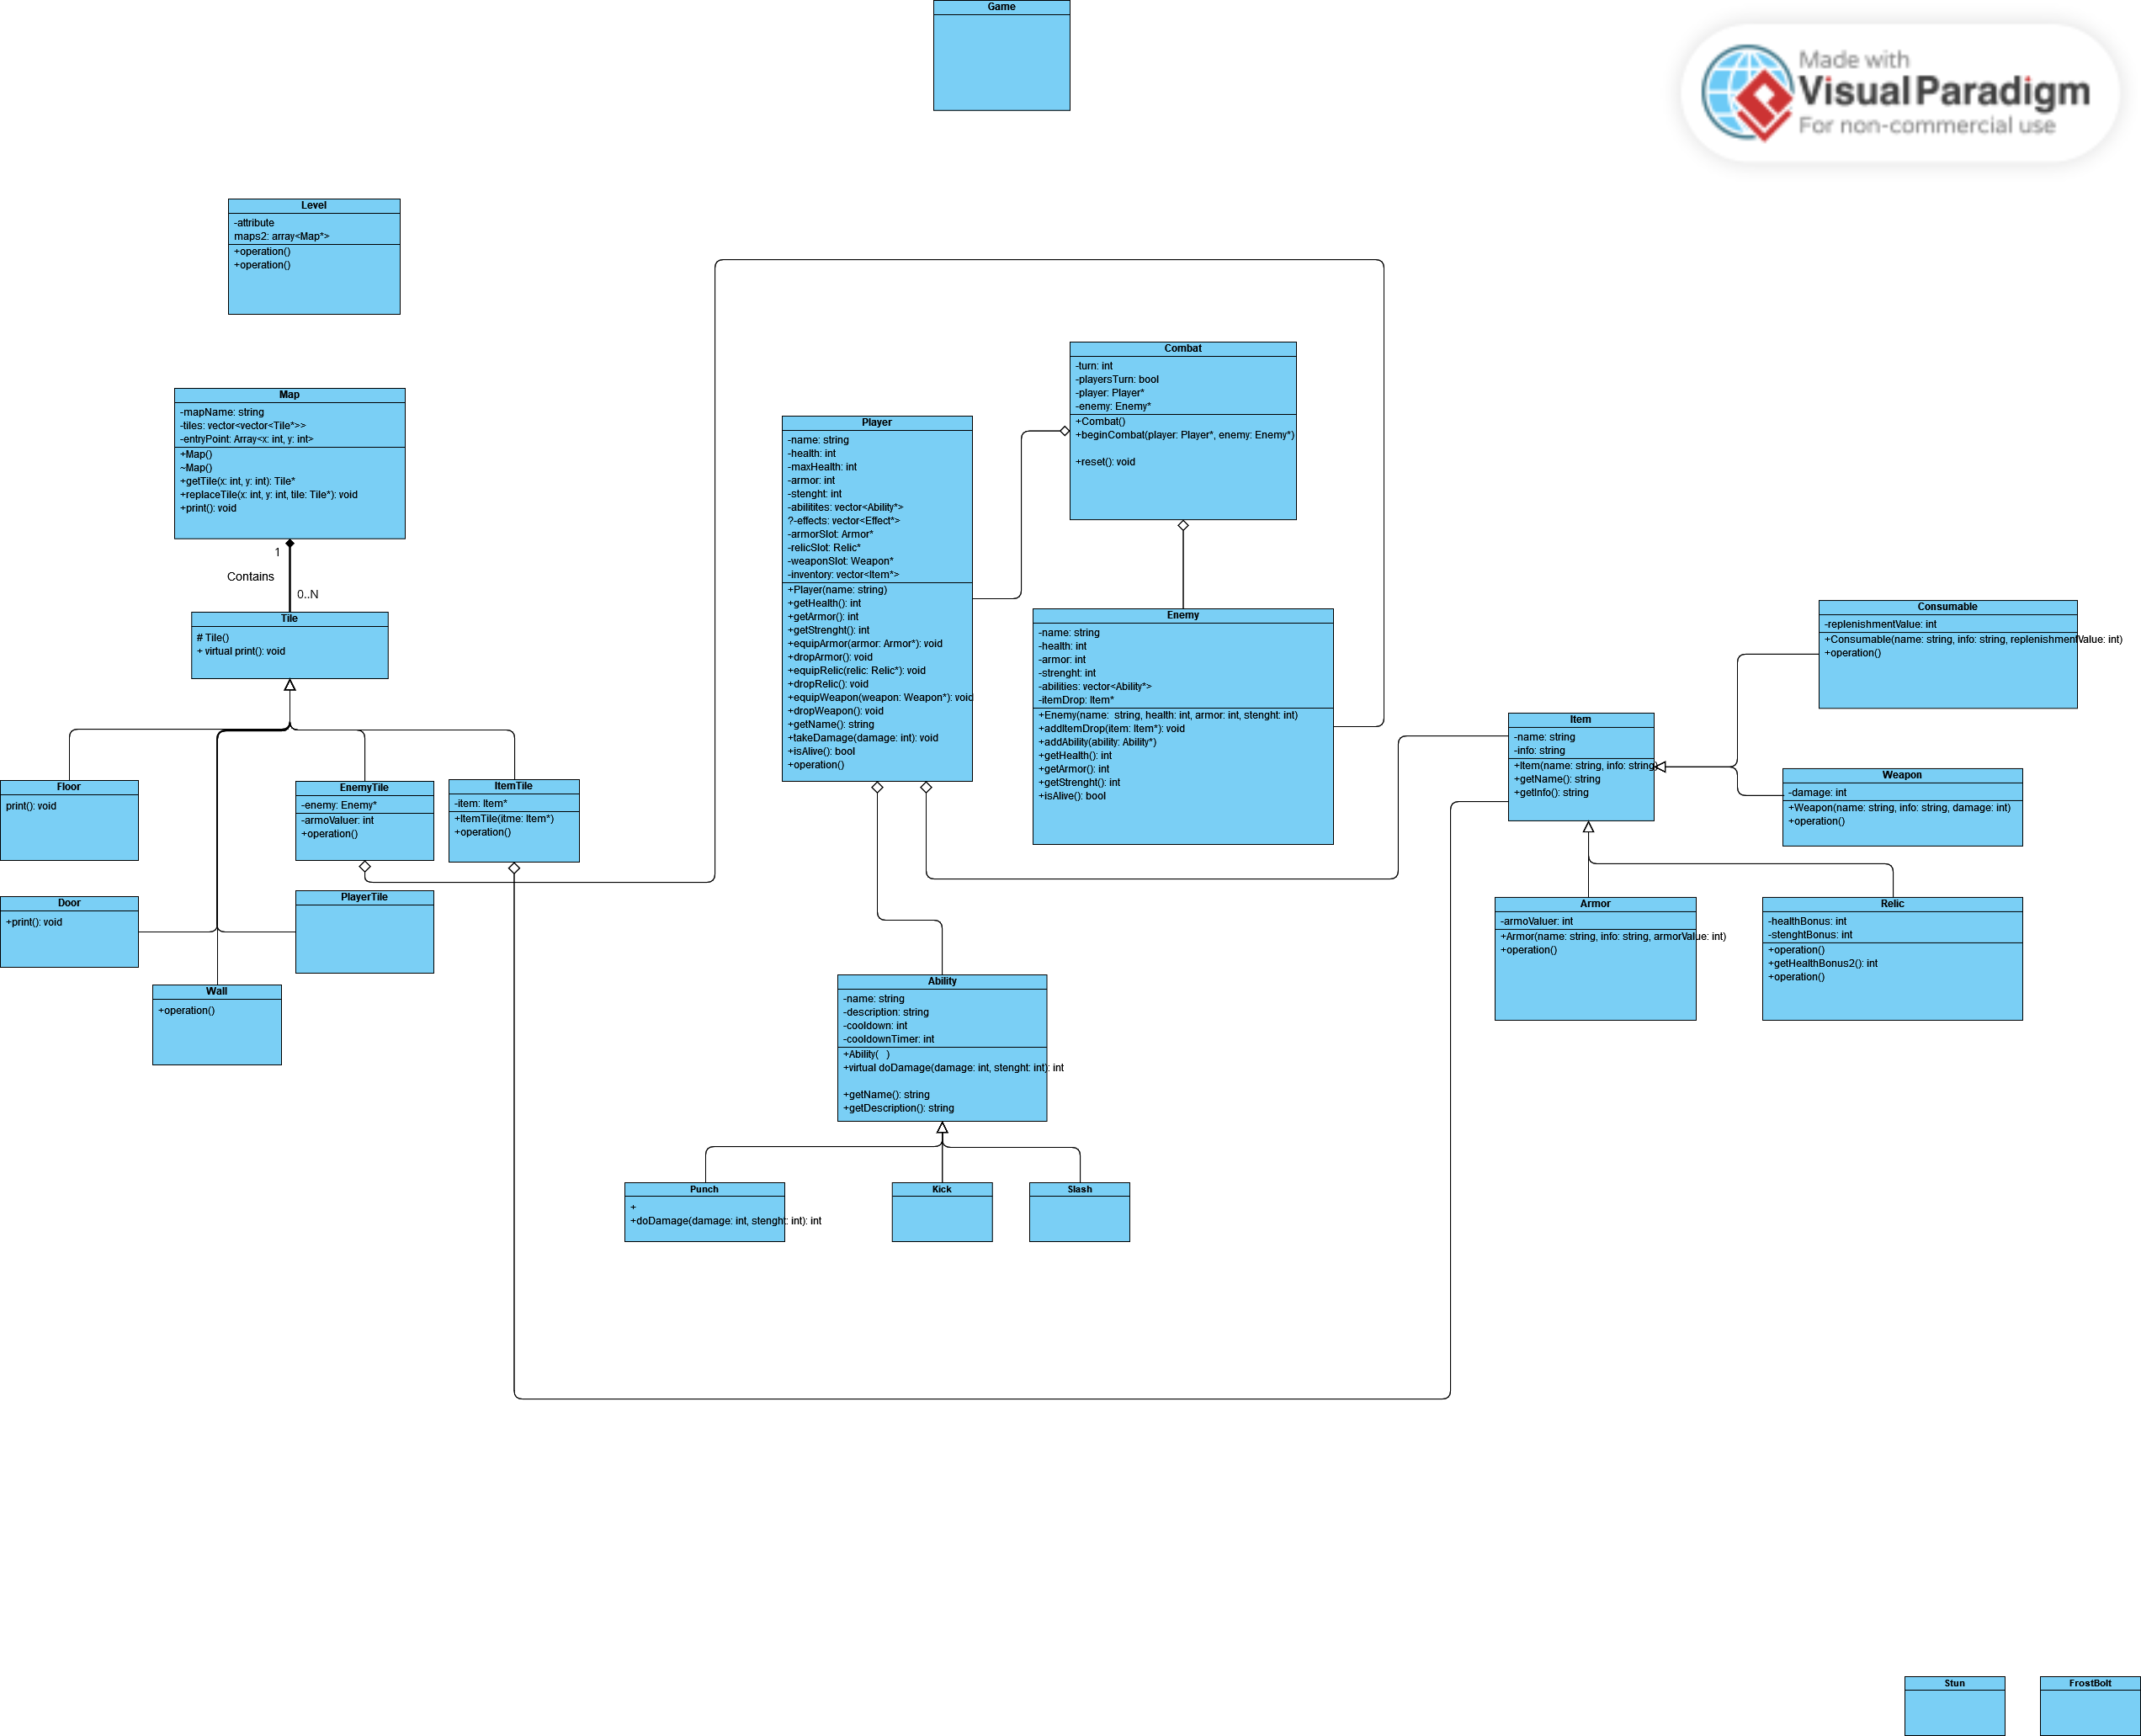 Game
Made with
Visual Paradigm
For non-commercial use
Level
-attribute
maps2: array<Map*>
+operation()
+operation()
Map
-mapName: string
-tiles: vector<vector<Tile*>>
-entryPoint: Array<x: int, y: int>
+Map()
~Map()
+getTile(x: int, y: int): Tile*
+replaceTile(x: int, y: int, tile: Tile*): void
+print(): void
1
Contains
0..N
Tile
# Tile()
+ virtual print(): void
Floor
print(): void
EnemyTile
-enemy: Enemy*
-armoValuer: int
+operation()
ItemTile
-item: Item*
+ItemTile(itme: Item*)
+operation()
Door
+print(): void
PlayerTile
Wall
+operation()
Player
-name: string
-health: int
-maxHealth: int
-armor: int
-stenght: int
-abilitites: vector<Ability*>
?-effects: vector<Effect*>
-armorSlot: Armor*
-relicSlot: Relic*
-weaponSlot: Weapon*
-inventory: vector<Item*>
+Player(name: string)
+getHealth(): int
+getArmor(): int
+getStrenght(): int
+equipArmor(armor: Armor*): void
+dropArmor(): void
+equipRelic(relic: Relic*): void
+dropRelic(): void
+equipWeapon(weapon: Weapon*): void
+dropWeapon(): void
+getName(): string
+takeDamage(damage: int): void
+isAlive(): bool
+operation()
Combat
-turn: int
-playersTurn: bool
-player: Player*
-enemy: Enemy*
+Combat()
+beginCombat(player: Player*, enemy: Enemy*)
+reset(): void
Enemy
-name: string
-health: int
-armor: int
-strenght: int
-abilities: vector<Ability*>
-itemDrop: Item*
+Enemy(name:  string, health: int, armor: int, stenght: int)
+addItemDrop(item: Item*): void
+addAbility(ability: Ability*)
+getHealth(): int
+getArmor(): int
+getStrenght(): int
+isAlive(): bool
Ability
-name: string
-description: string
-cooldown: int
-cooldownTimer: int
+Ability(   )
+virtual doDamage(damage: int, stenght: int): int
+getName(): string
+getDescription(): string
Punch
+
+doDamage(damage: int, stenght: int): int
Kick
Slash
Item
-name: string
-info: string
+Item(name: string, info: string)
+getName(): string
+getInfo(): string
Consumable
-replenishmentValue: int
+Consumable(name: string, info: string, replenishmentValue: int)
+operation()
Weapon
-damage: int
+Weapon(name: string, info: string, damage: int)
+operation()
Armor
-armoValuer: int
+Armor(name: string, info: string, armorValue: int)
+operation()
Relic
-healthBonus: int
-stenghtBonus: int
+operation()
+getHealthBonus2(): int
+operation()
Stun
FrostBolt